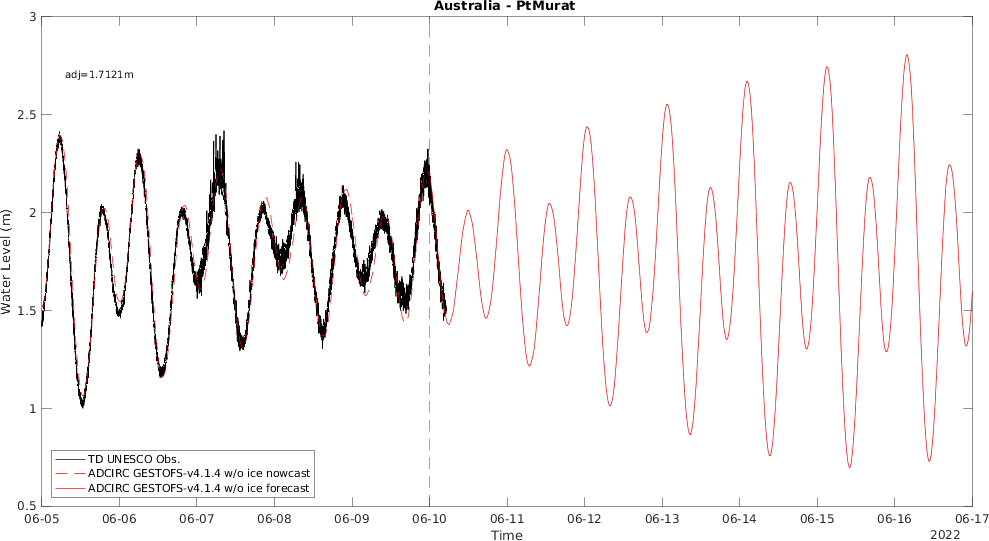 Australia - PtMurat
3
adj=1.7121m
2.5
2
Water Level (m)
1.5
1
TD UNESCO Obs.
ADCIRC GESTOFS-v4.1.4 w/o ice nowcast
ADCIRC GESTOFS-v4.1.4 w/o ice forecast
0.5
06-05 06-06 06-07 06-08 06-09 06-10 06-11 06-12 06-13 06-14 06-15 06-16 06-17
Time
2022